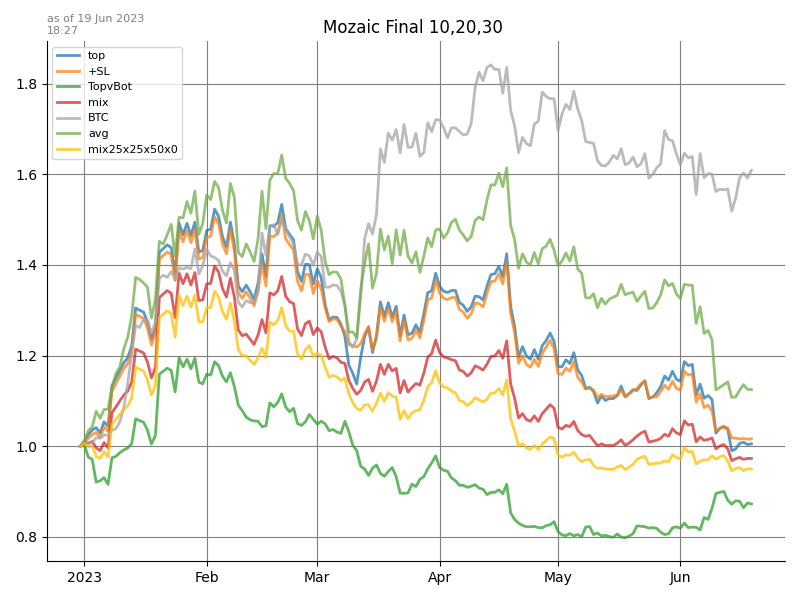 as of 19 Jun 2023
18:27
Mozaic Final 10,20,30
top
+SL
TopvBot
mix
BTC
avg
mix25x25x50x0
1.8
1.6
1.4
1.2
1.0
0.8
2023 Feb Mar Apr May Jun